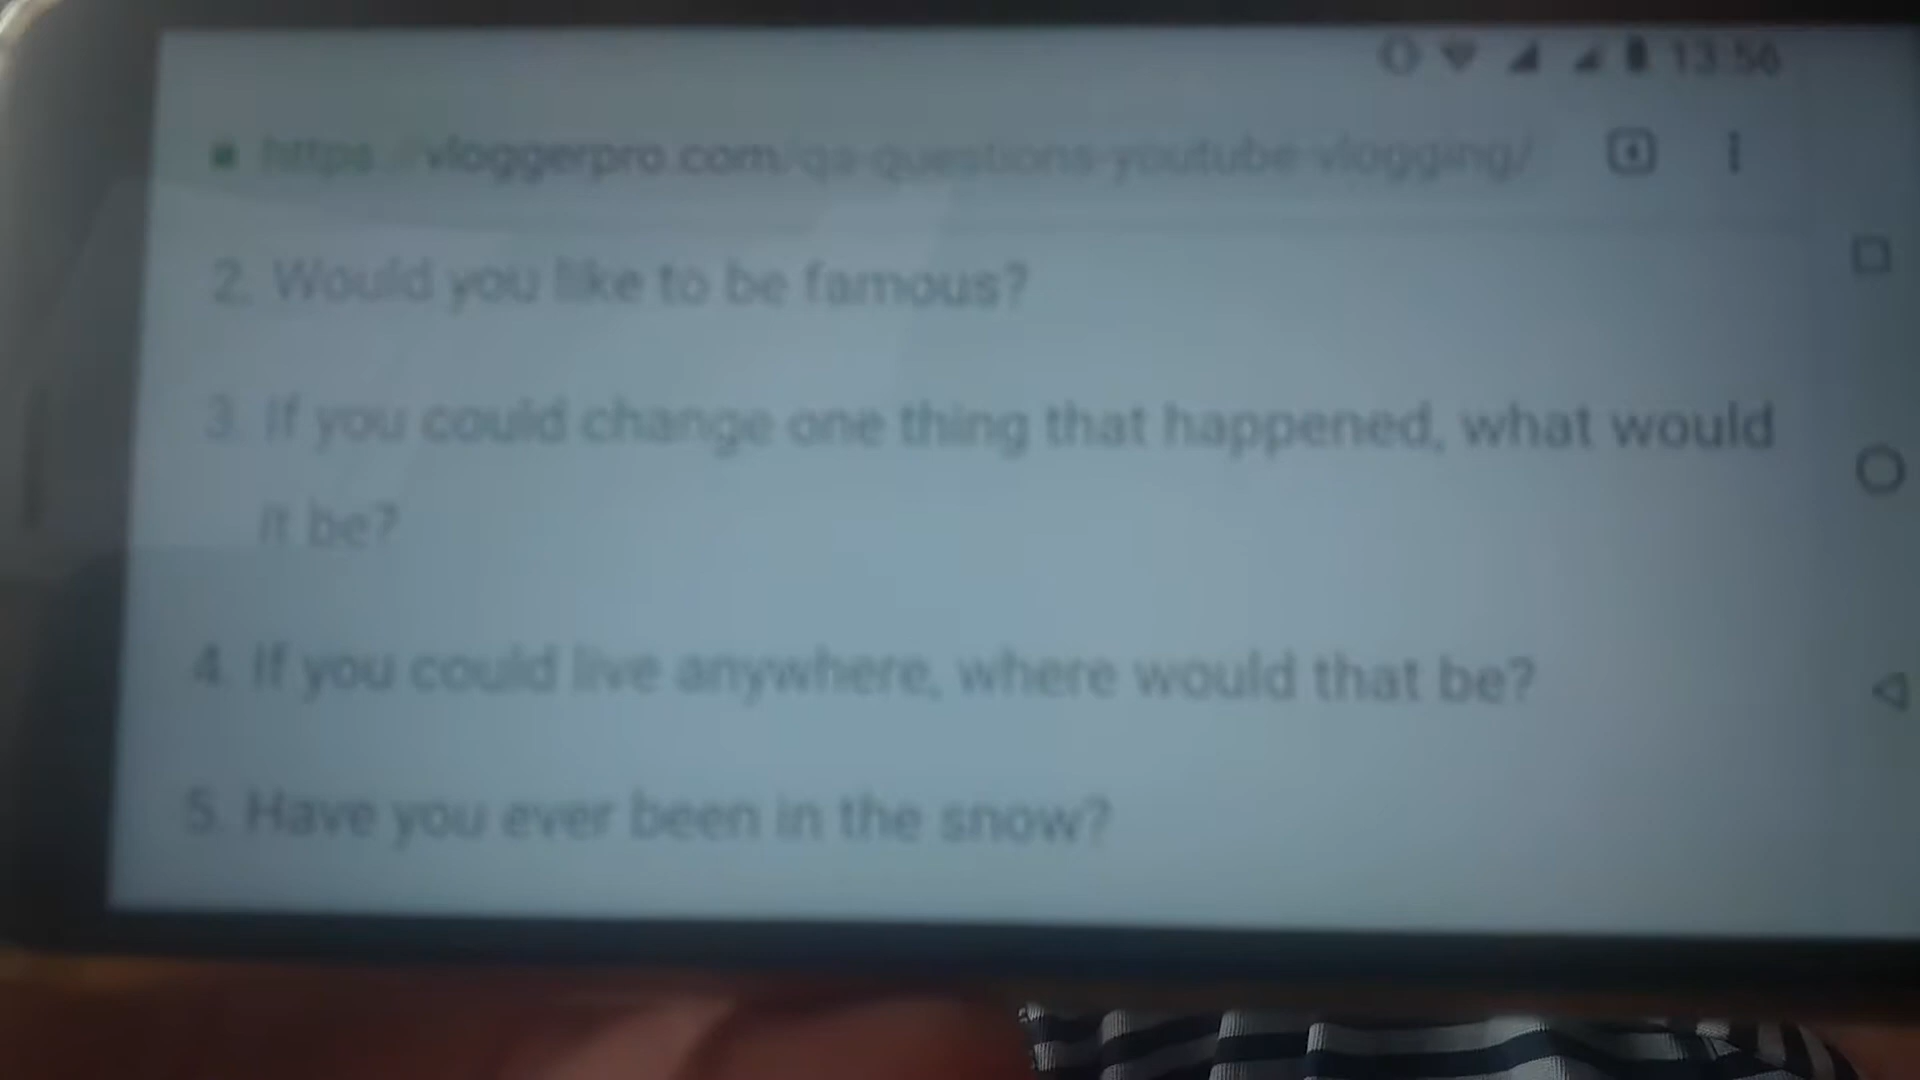 13:56
https://vloggerpro.com/qa-questions-youtube-vlogging/
2. Would you like to be famous?
3. If you could change one thing that happened, what would
it be?
4. If you could live anywhere, where would that be?
5. Have you ever been in the snow?